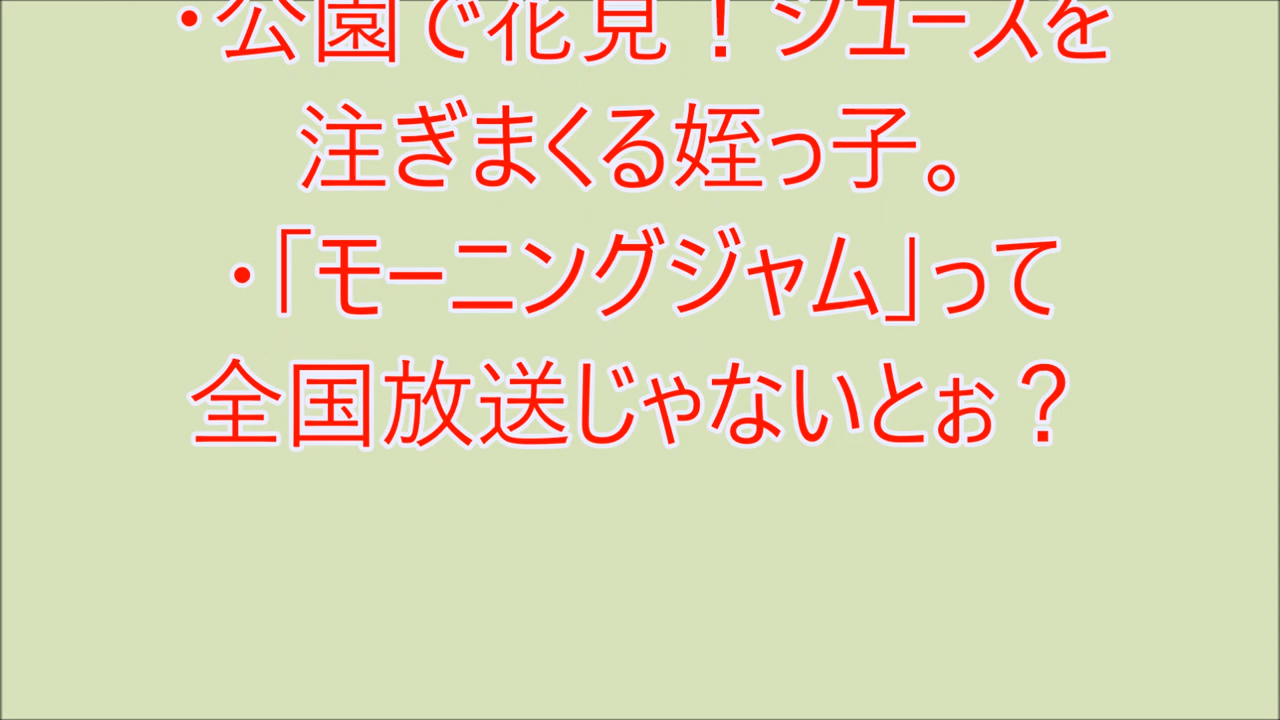 ・公園で花見！ジュースを
注ぎまくる姪っ子。
・「モーニングジャム」って
全国放送じゃないとぉ？